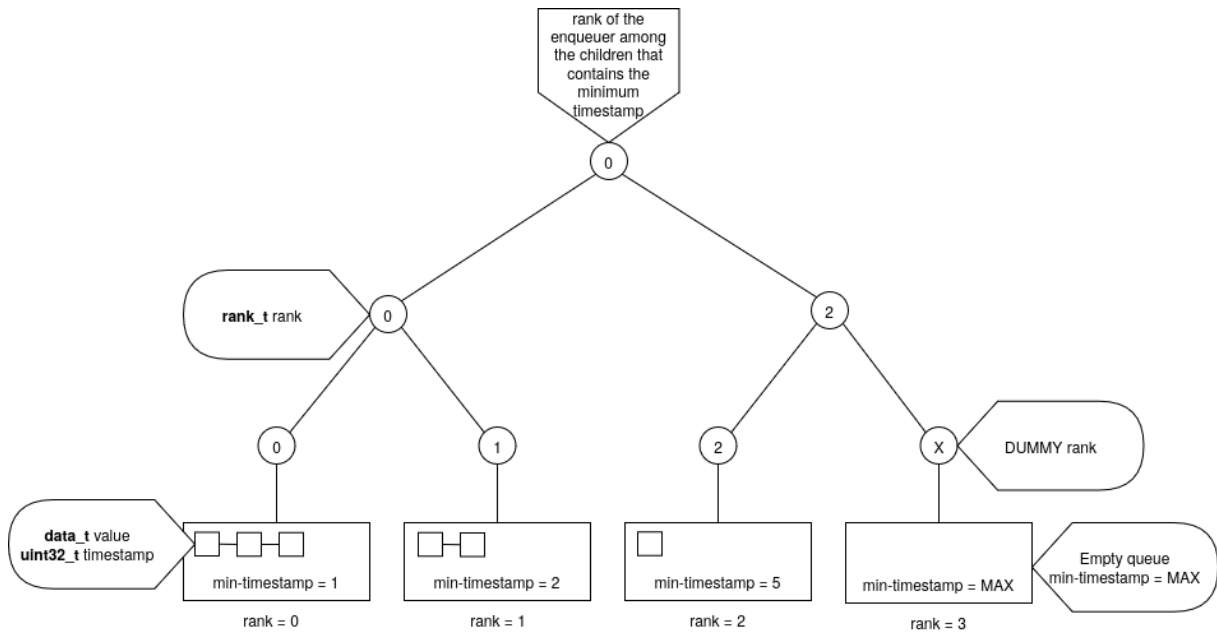 rank of the
enqueuer among
the children that
contains the
minimum
timestamp
0
rank_t rank
0
2
0
1
2
X
DUMMY rank
data_t value
uint32_t timestamp
min-timestamp = 1
min-timestamp = 2
min-timestamp = 5
min-timestamp = MAX
Empty queue
min-timestamp = MAX
rank = 0
rank = 1
rank = 2
rank = 3